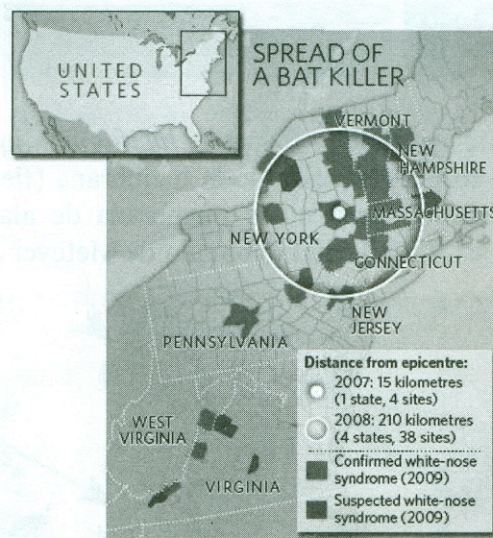 UNITED
STATES
SPREAD OF
A BAT KILLER
VERMONT
NEW
HAMPSHIRE
MASSACHUSETTS
NEW YORK
CONNECTICUT
NEW
JERSEY
PENNSYLVANIA
WEST
VIRGINIA
VIRGINIA
Distance from epicentre:
2007: 15 kilometres
(1 state, 4 sites)
2008: 210 kilometres
(4 states, 38 sites)
Confirmed white-nose
syndrome (2009)
Suspected white-nose
syndrome (2009)